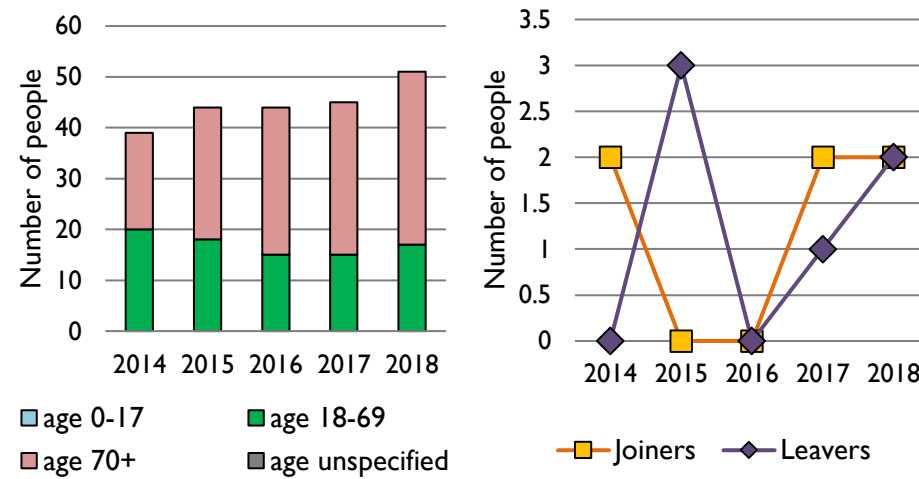 Number of people
60
50
40
30
20
10
0
2014 2015 2016 2017 2018
age 0-17 age 18-69
age 70+ age unspecified
Number of people
3.5
3
2.5
2
1.5
1
0.5
0
2014 2015 2016 2017 2018
Joiners Leavers